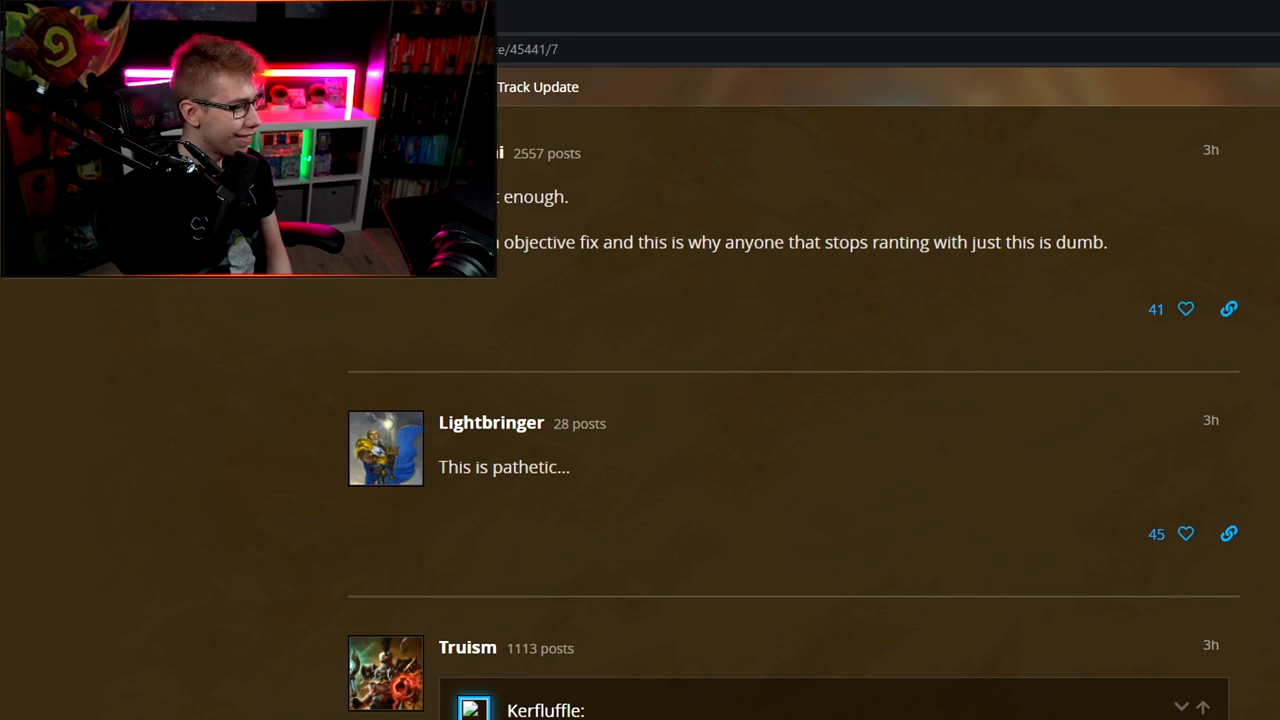 e/45441/7
Track Update
i 2557 posts
3h
enough.
objective fix and this is why anyone that stops ranting with just this is dumb.
41
Lightbringer 28 posts
3h
This is pathetic...
45
Truism 1113 posts
3h
Kerfluffle: